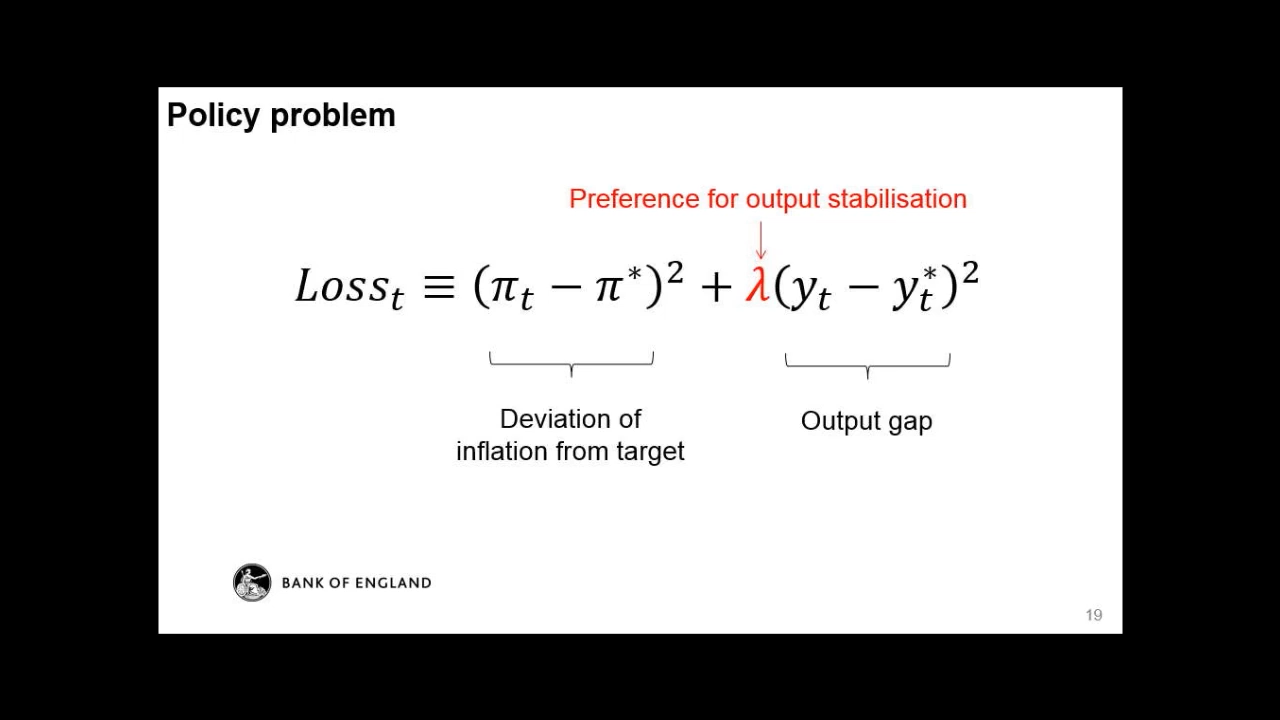 Policy problem
Preference for output stabilisation
Loss_t ≡ (π_t − π*)² + λ(y_t − y_t*)²
Deviation of
inflation from target
Output gap
BANK OF ENGLAND
19